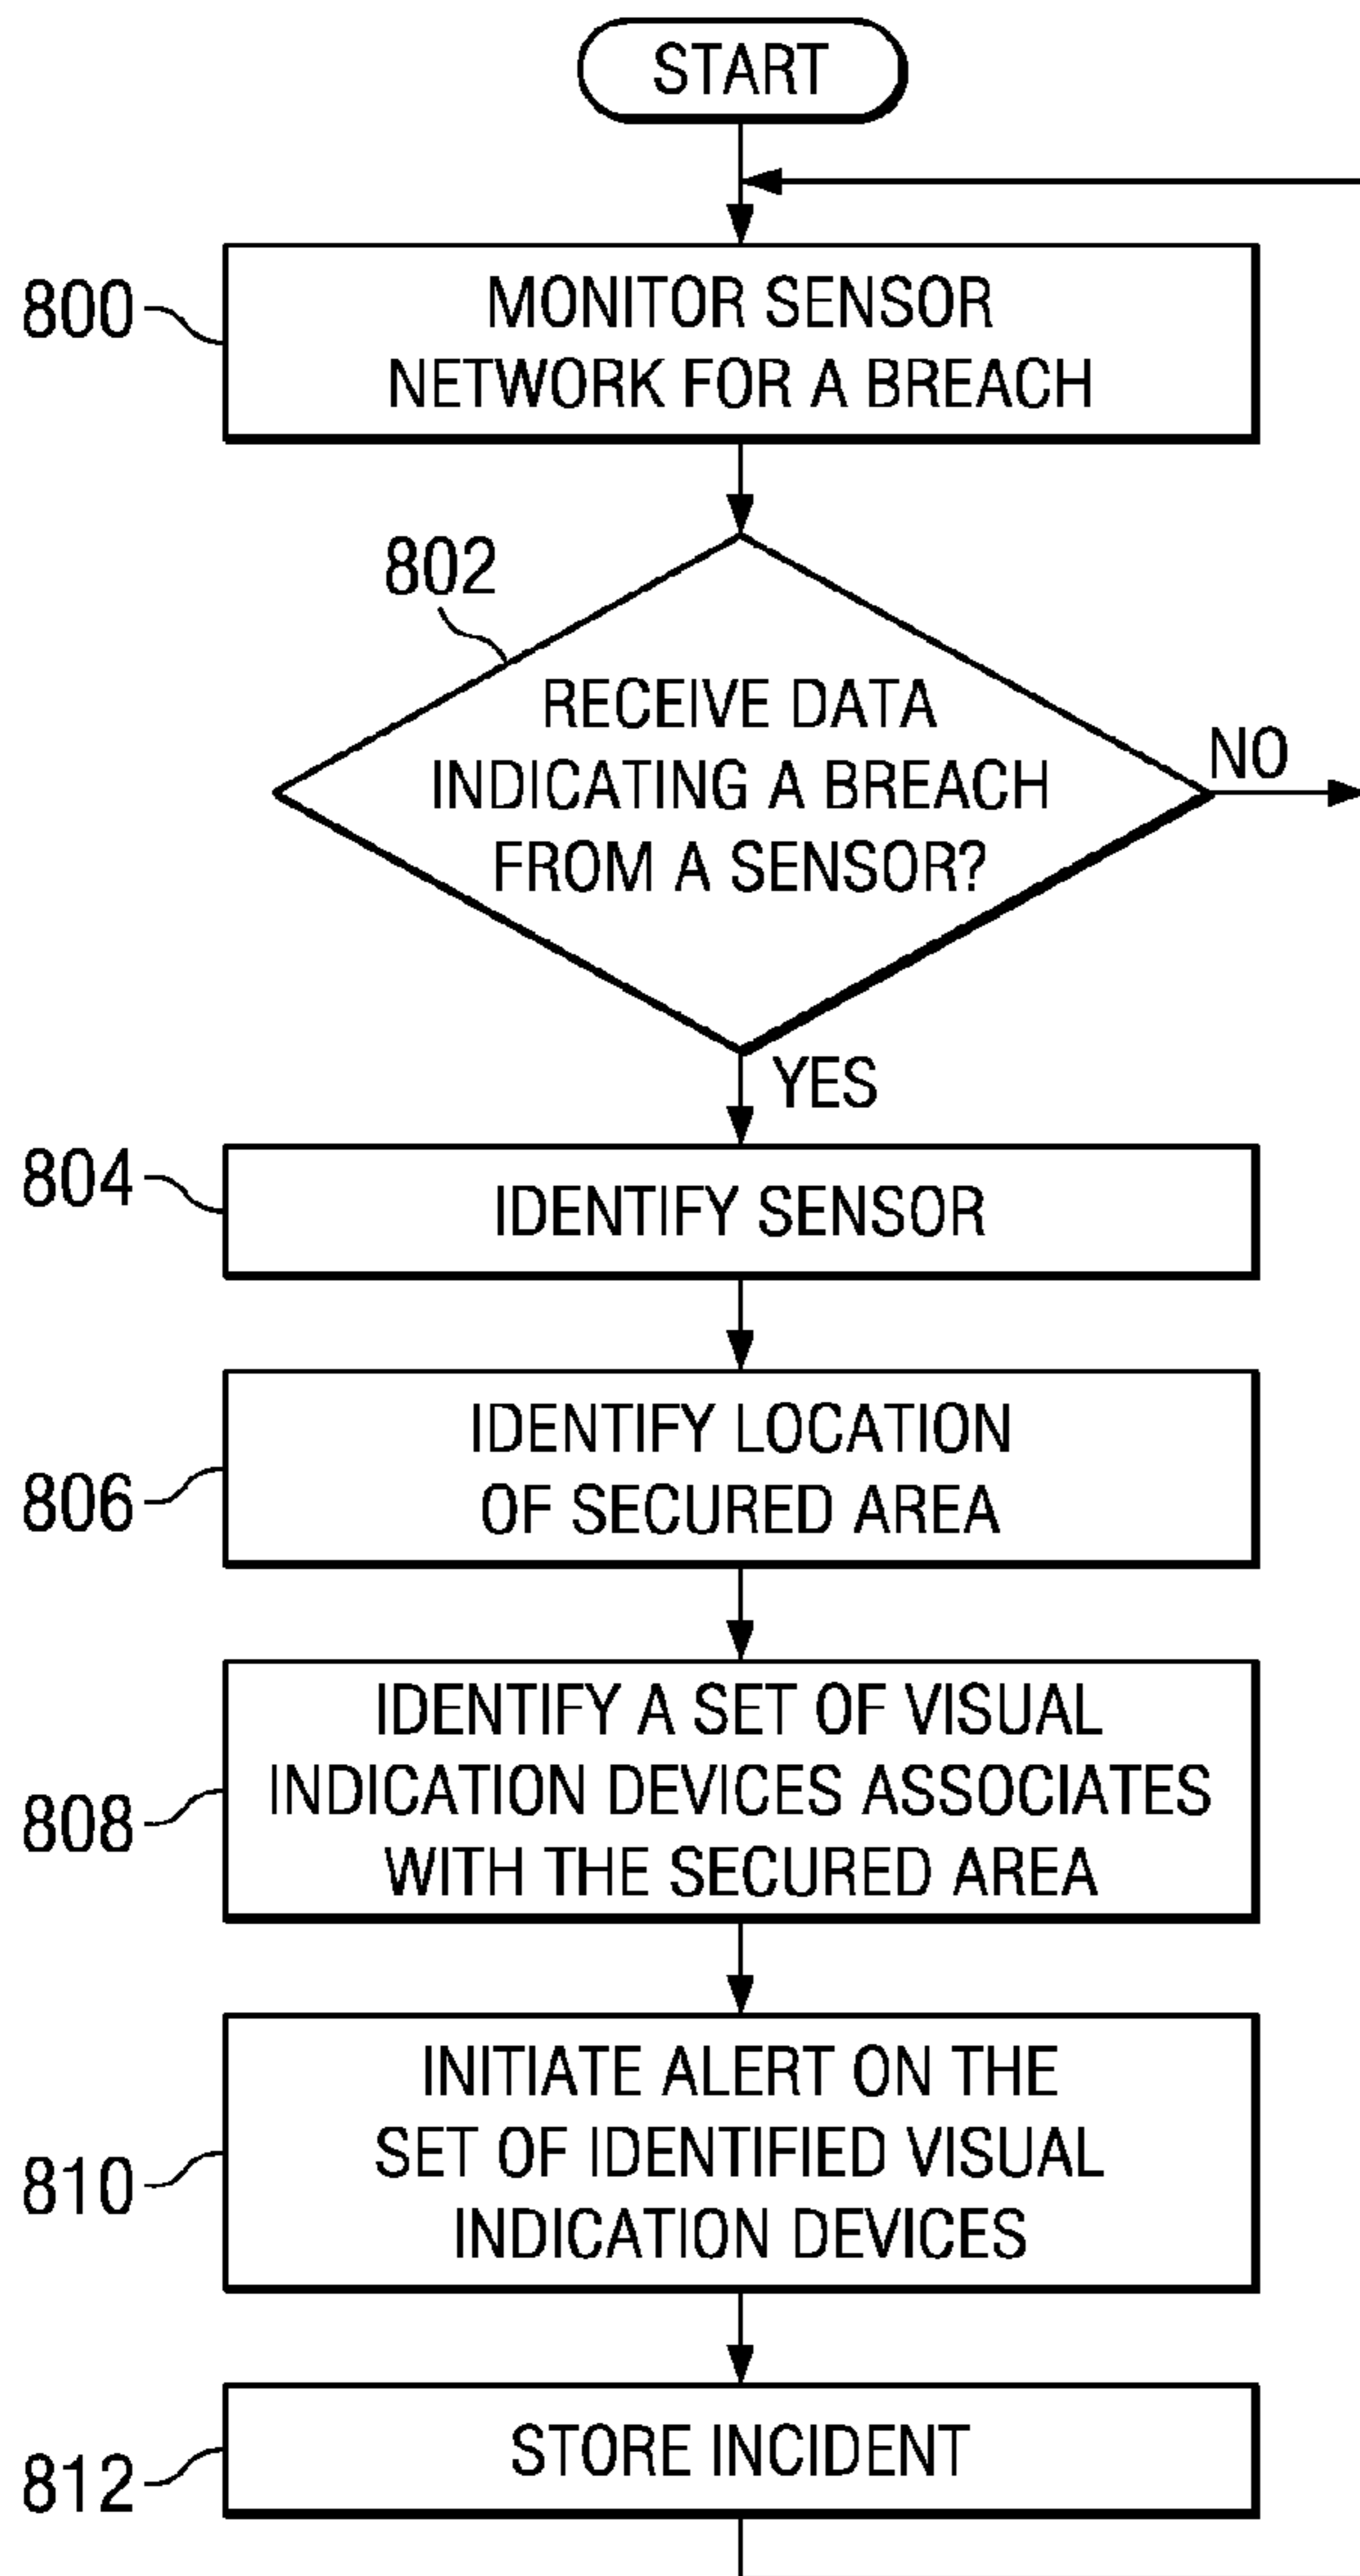 START
800
MONITOR SENSOR
NETWORK FOR A BREACH
802
RECEIVE DATA
INDICATING A BREACH
FROM A SENSOR?
NO
YES
804
IDENTIFY SENSOR
806
IDENTIFY LOCATION
OF SECURED AREA
808
IDENTIFY A SET OF VISUAL
INDICATION DEVICES ASSOCIATES
WITH THE SECURED AREA
810
INITIATE ALERT ON THE
SET OF IDENTIFIED VISUAL
INDICATION DEVICES
812
STORE INCIDENT